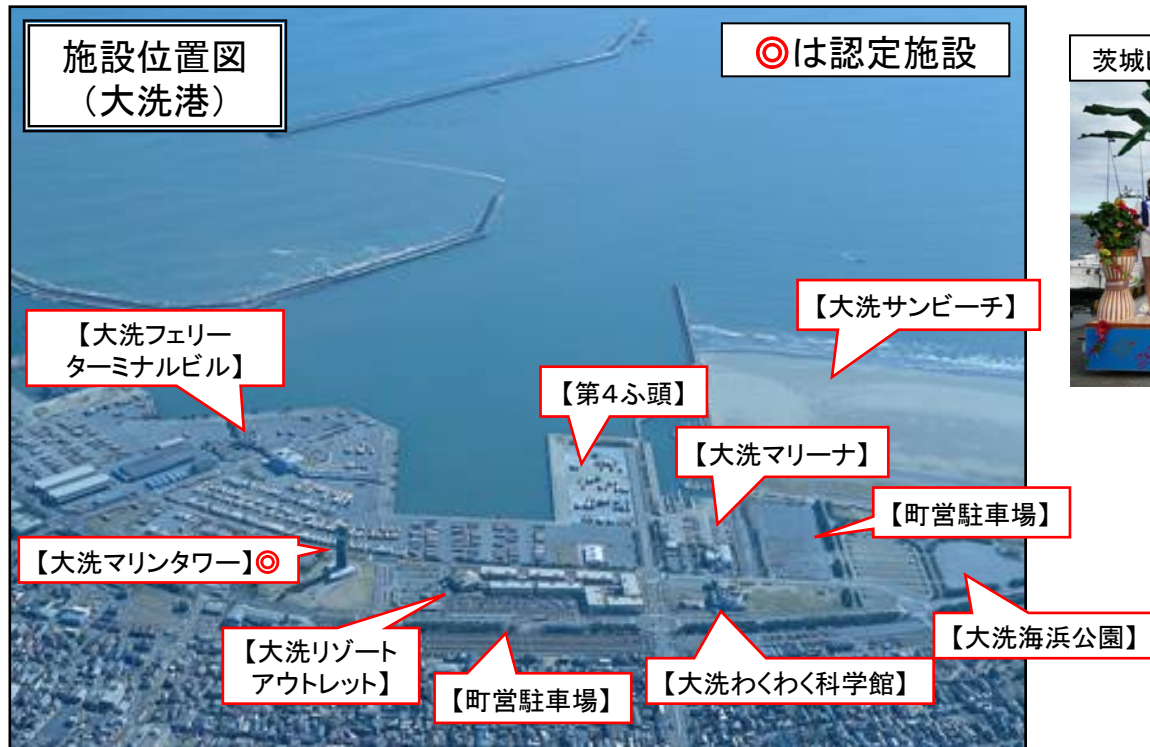 施設位置図
(大洗港)
◎は認定施設
茨城
【大洗サンビーチ】
【大洗フェリー
ターミナルビル】
【第4ふ頭】
【大洗マリーナ】
【町営駐車場】
【大洗マリンタワー】◎
【大洗リゾート
アウトレット】
【町営駐車場】
【大洗わくわく科学館】
【大洗海浜公園】